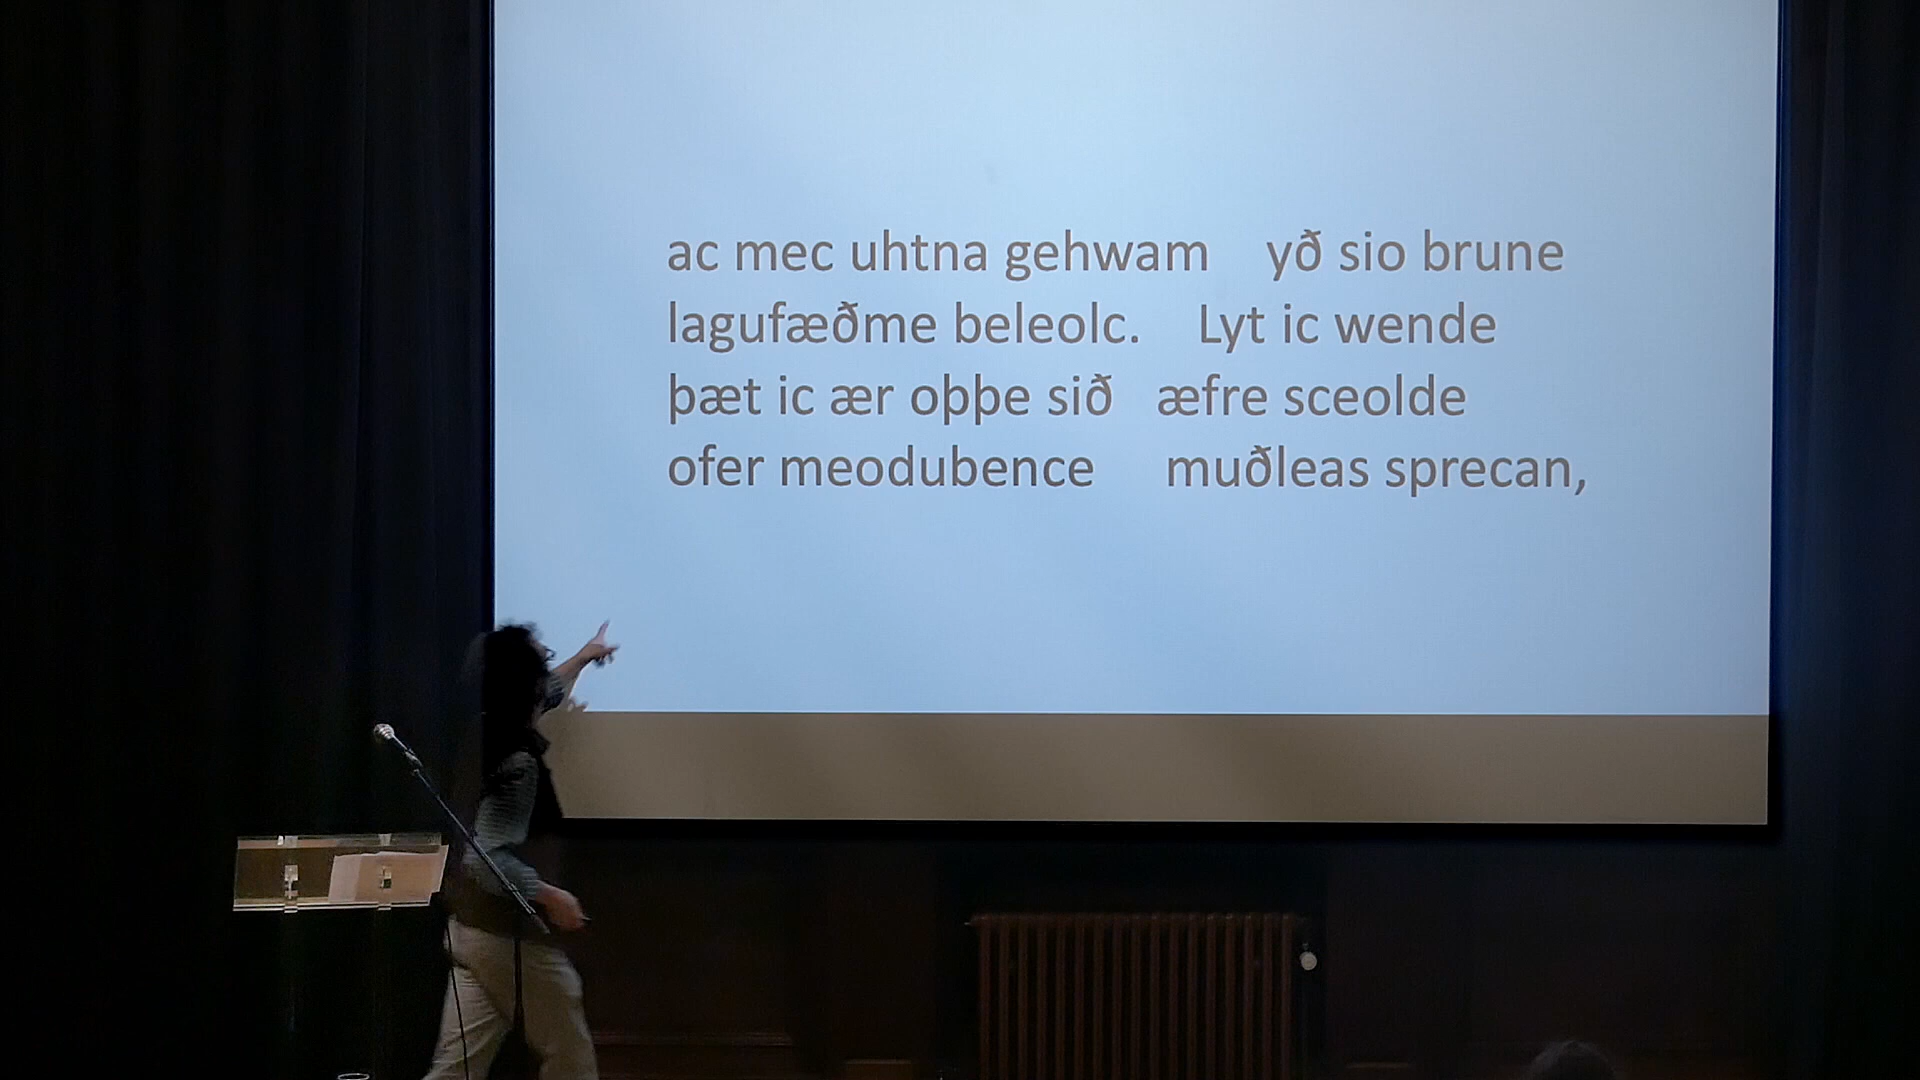 ac mec uhtna gehwam yð sio brune
lagufæðme beleolc. Lyt ic wende
þæt ic ær oþþe sið æfre sceolde
ofer meodubence muðleas sprecan,